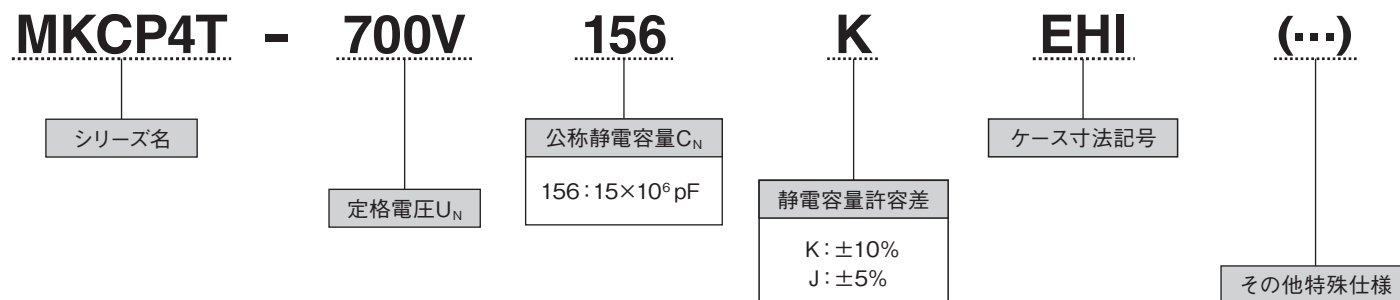 MKCP4T – 700V 156 K EHI (···)
シリーズ名
定格電圧UN
公称静電容量CN
156:15×10⁶pF
静電容量許容差
K:±10%
J:±5%
ケース寸法記号
その他特殊仕様